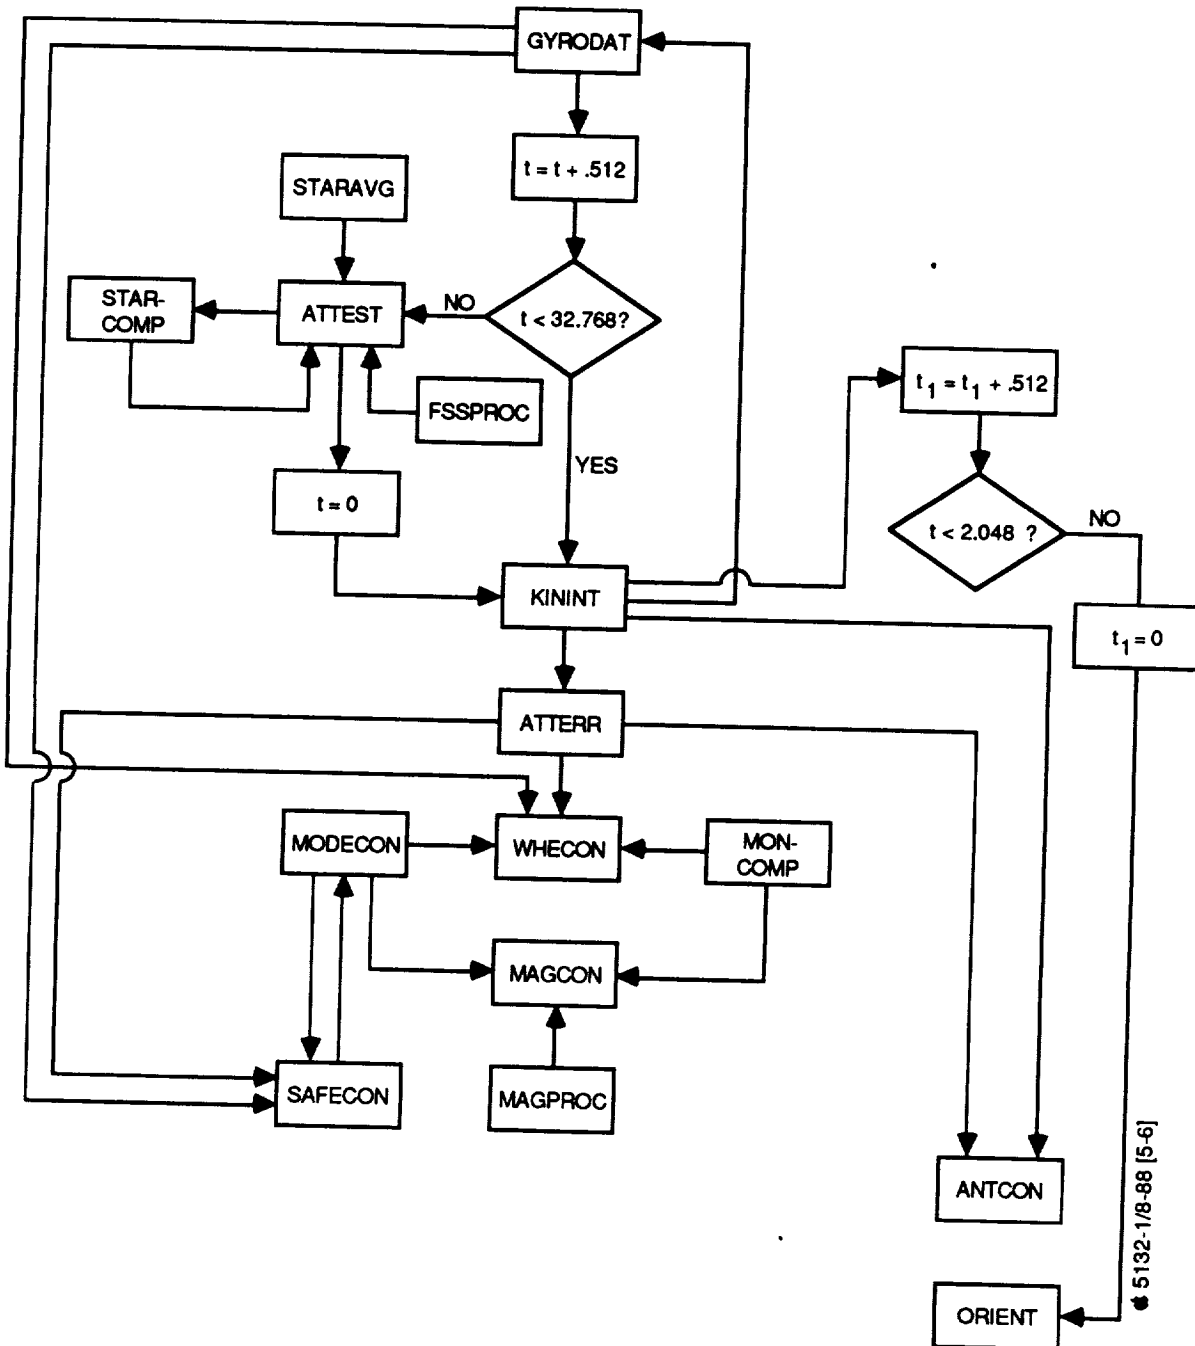 GYRODAT
t = t + .512
STARAVG
STAR-
COMP
ATTEST
NO
t < 32.768?
FSSPROC
t₁ = t₁ + .512
YES
t = 0
t < 2.048 ?
NO
KININT
t₁ = 0
ATTERR
MODECON
WHECON
MON-
COMP
MAGCON
SAFECON
MAGPROC
ANTCON
ORIENT
5132-1/8-88 [5-6]